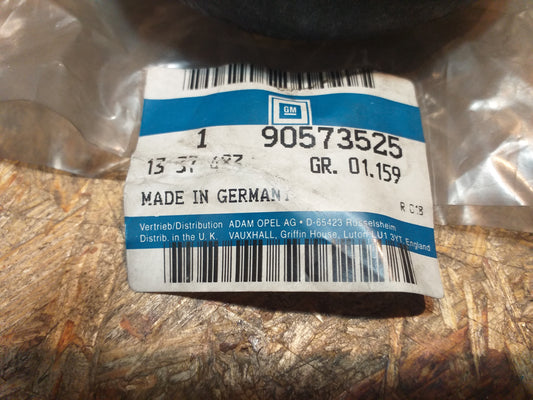 GM
1 90573525
13 37 483 GR. 01.159
MADE IN GERMANY
R 01B
Vertrieb/Distribution ADAM OPEL AG • D-65423 Rüsselsheim
Distrib. in the U. K. VAUXHALL, Griffin House, Luton LU1 3YT, England